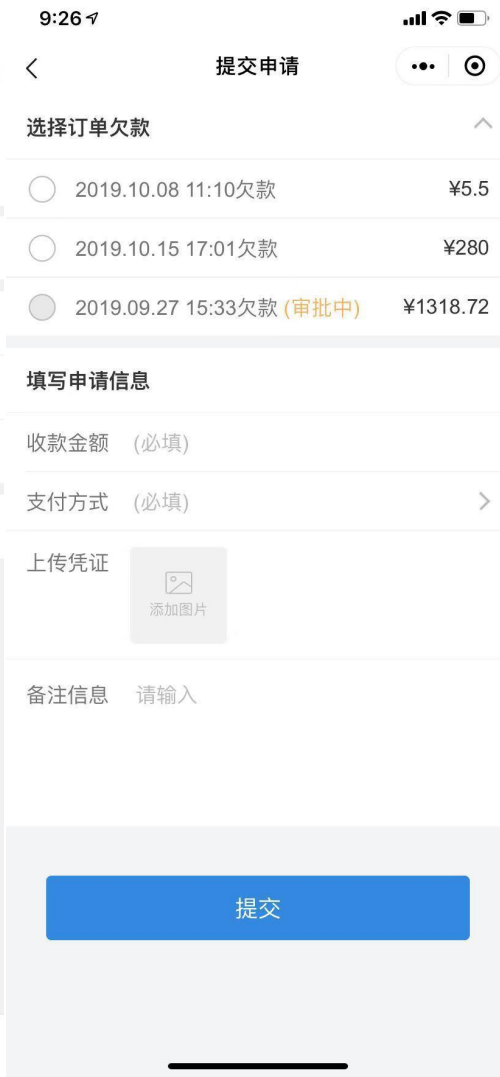 9:26
提交申请
选择订单欠款
2019.10.08 11:10欠款 ¥5.5
2019.10.15 17:01欠款 ¥280
2019.09.27 15:33欠款 (审批中) ¥1318.72
填写申请信息
收款金额 (必填)
支付方式 (必填)
上传凭证
添加图片
备注信息 请输入
提交